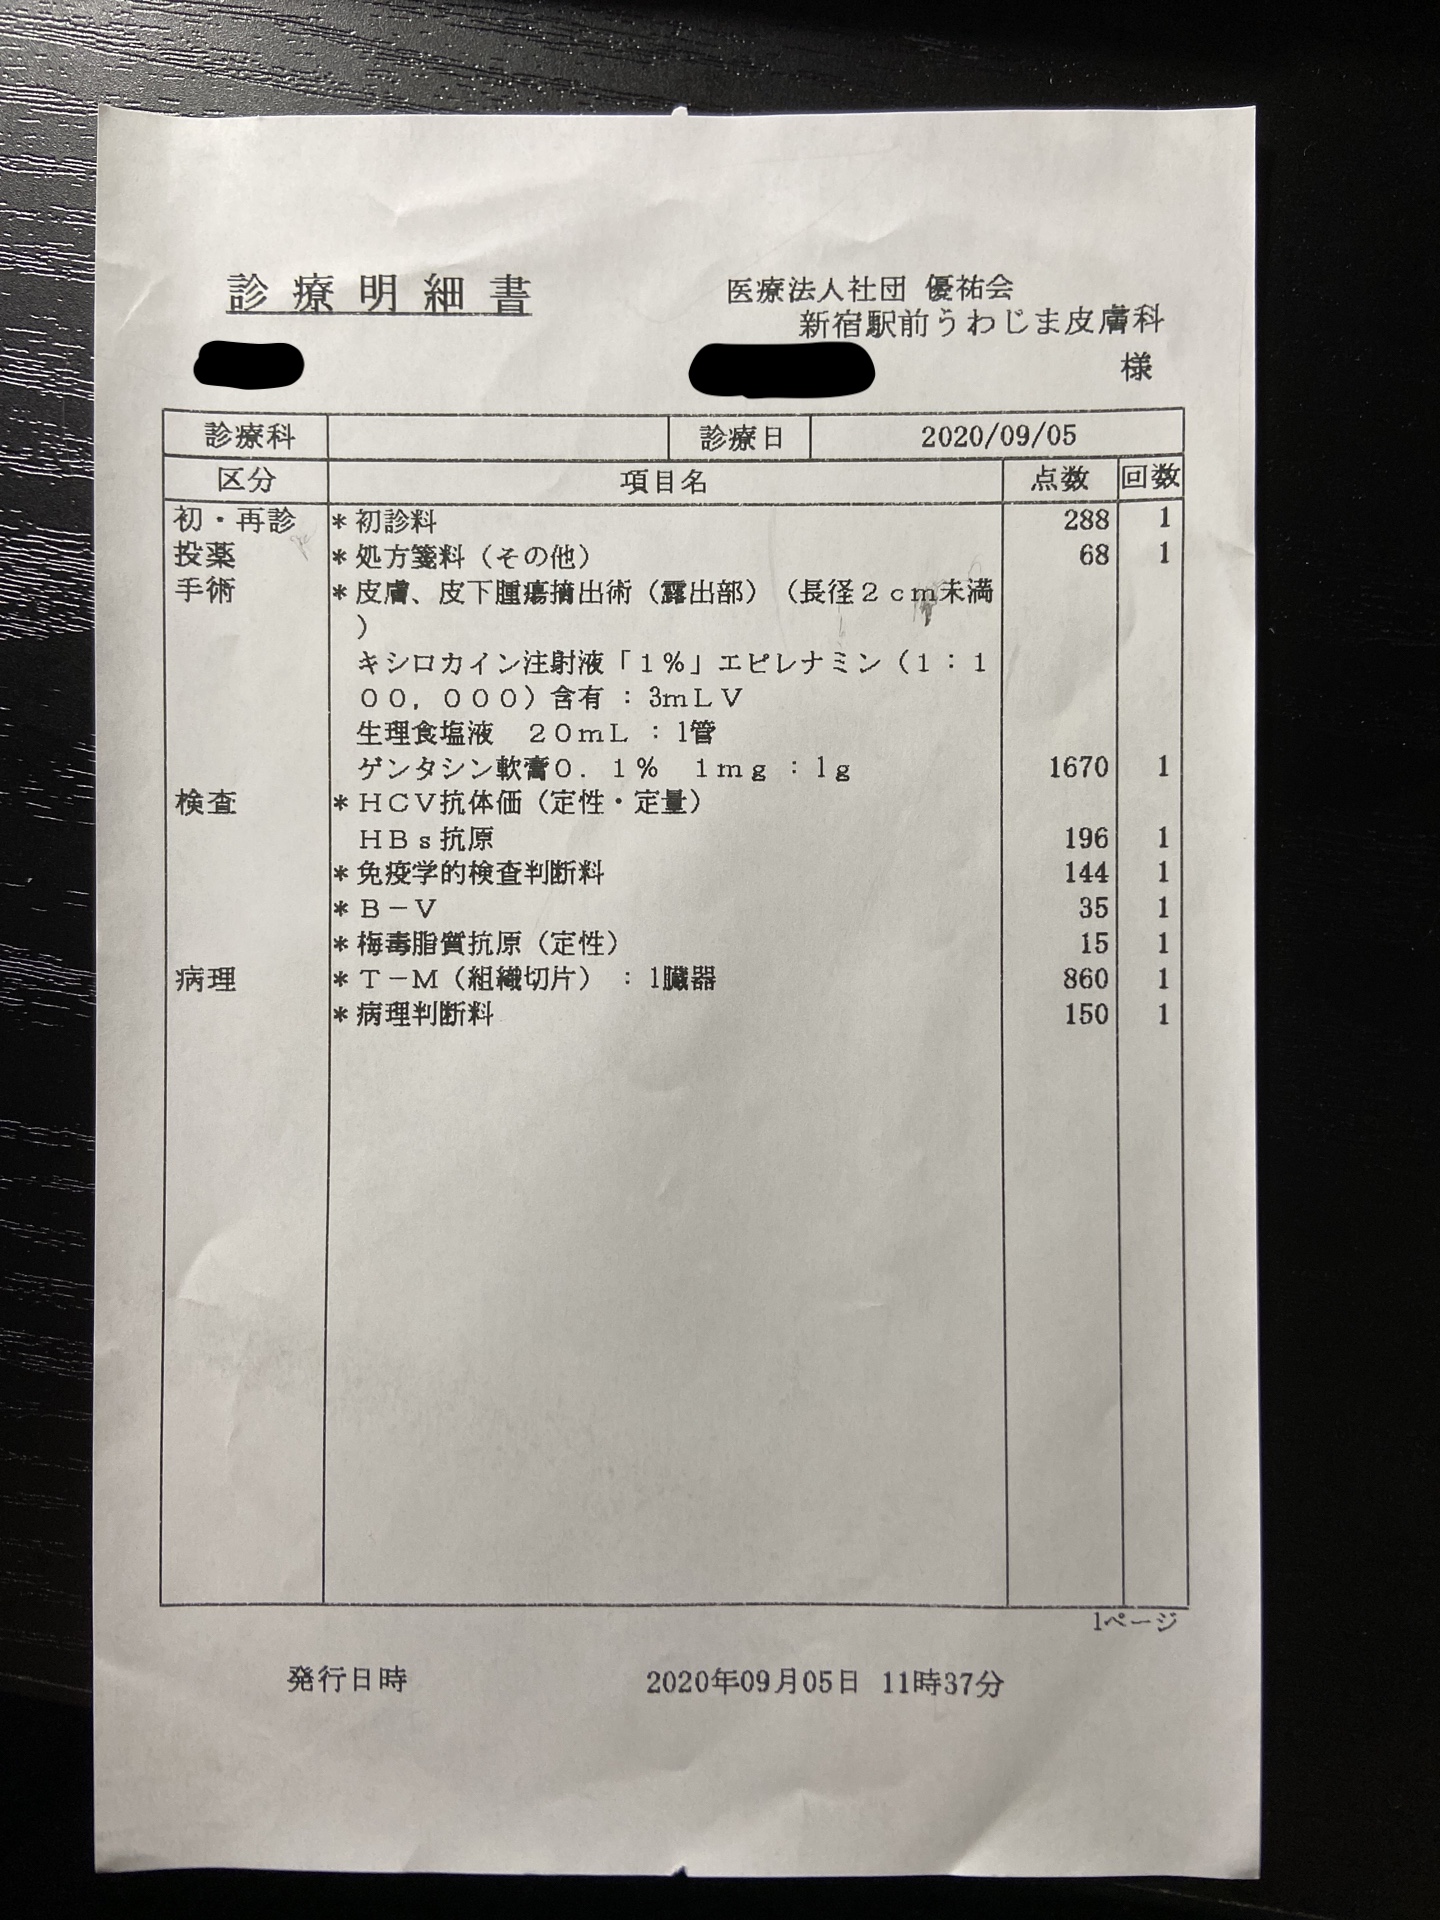 診療明細書
医療法人社団 優祐会
新宿駅前うわじま皮膚科
様
診療科 診療日 2020/09/05
区分 項目名 点数 回数
初・再診 *初診料 288 1
投薬 *処方箋料（その他） 68 1
手術 *皮膚、皮下腫瘍摘出術（露出部）（長径２ｃｍ未満
）
キシロカイン注射液「１％」エピレナミン（１：１
００，０００）含有 ：3mＬＶ
生理食塩液　２０mＬ ：1管
ゲンタシン軟膏０．１％　１ｍｇ ：1g 1670 1
検査 *ＨＣＶ抗体価（定性・定量）
ＨＢｓ抗原 196 1
*免疫学的検査判断料 144 1
*Ｂ－Ｖ 35 1
*梅毒脂質抗原（定性） 15 1
病理 *Ｔ－Ｍ（組織切片） ：1臓器 860 1
*病理判断料 150 1
1ページ
発行日時 2020年09月05日 11時37分